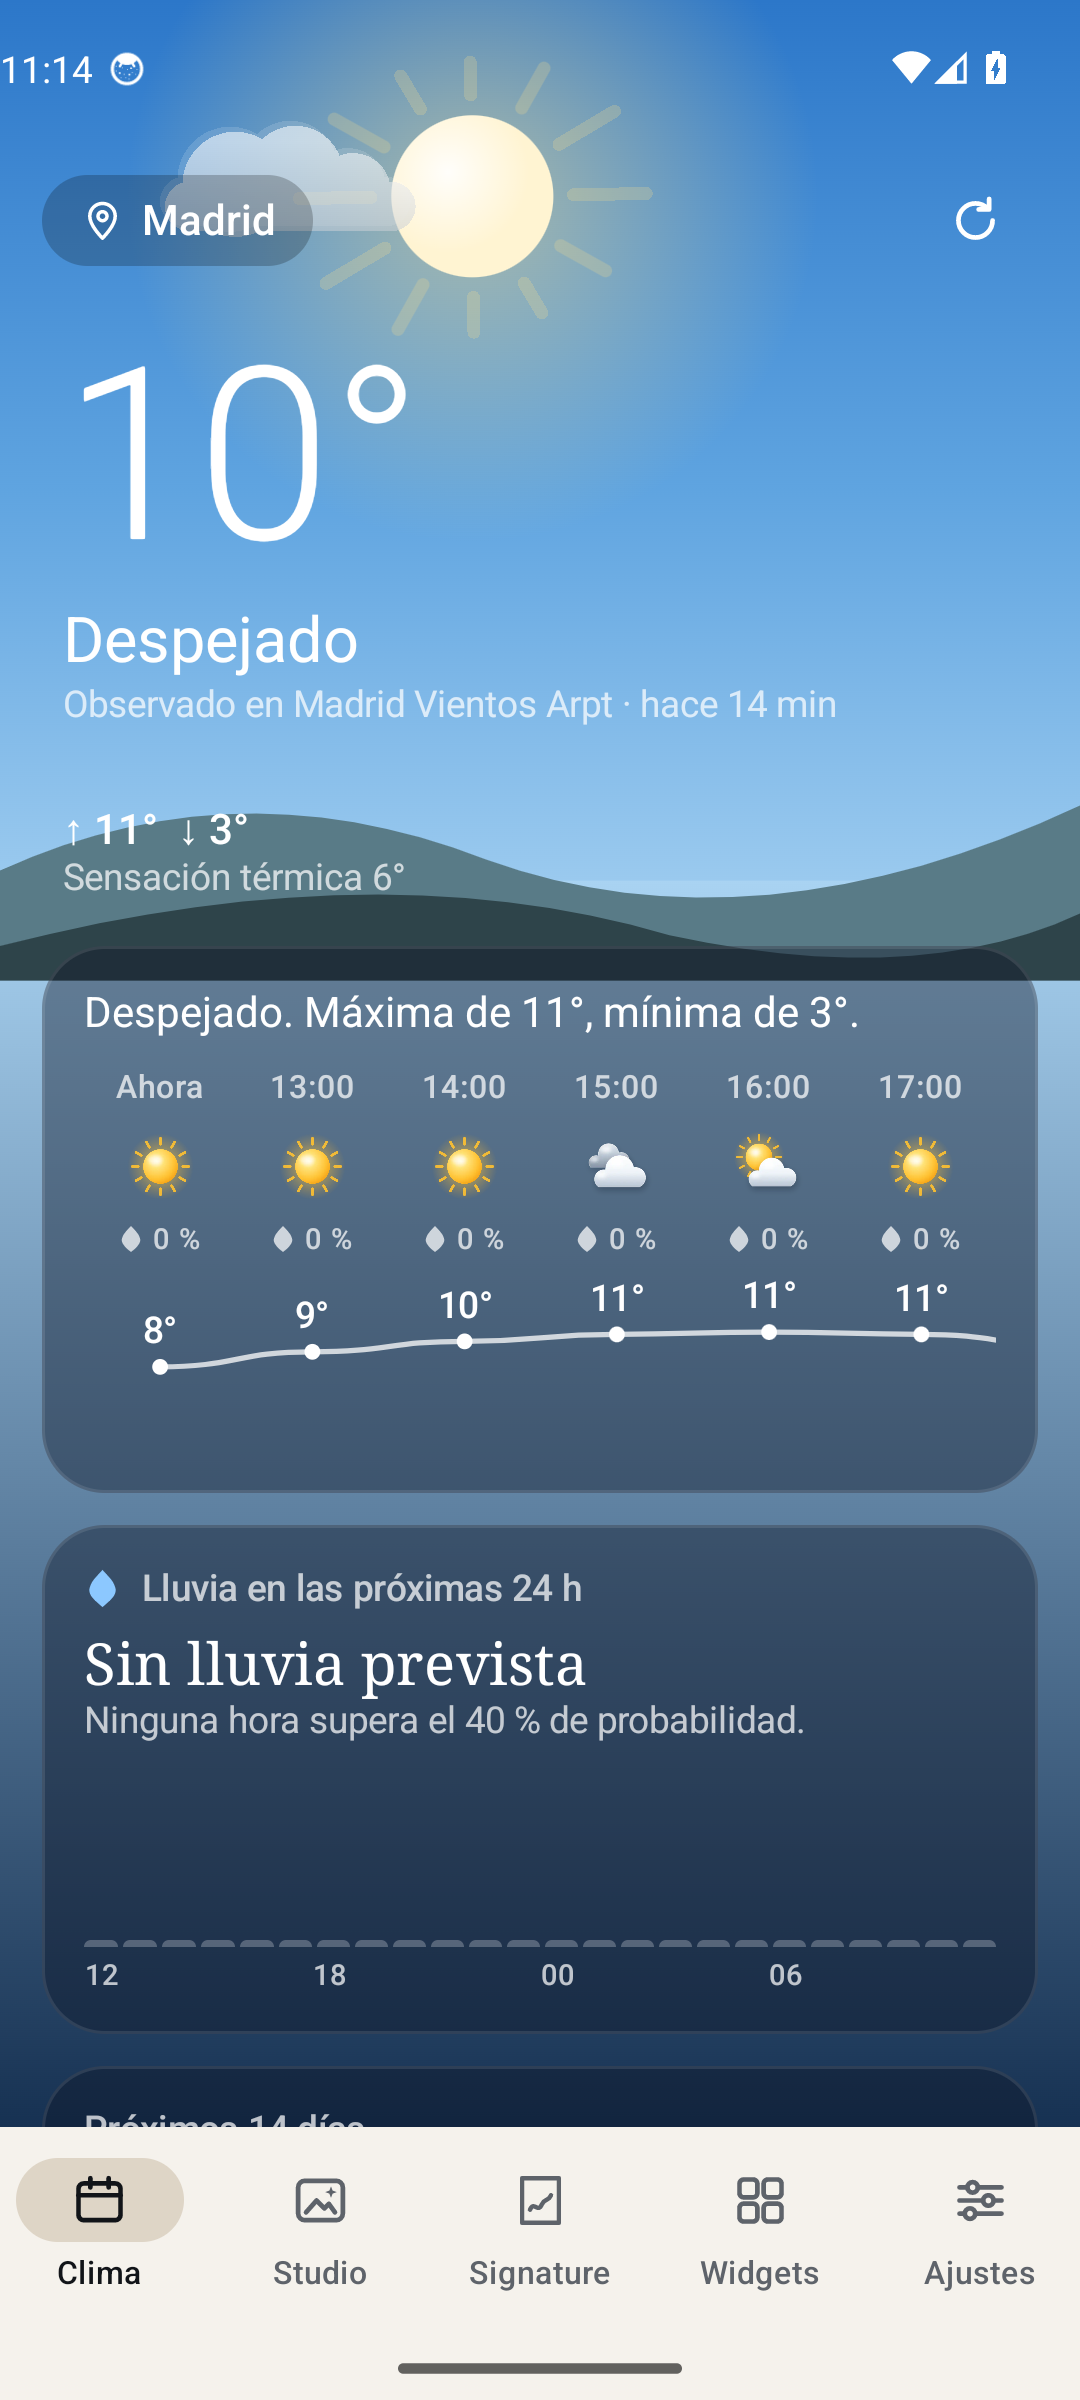 11:14
Madrid
10°
Despejado
Observado en Madrid Vientos Arpt · hace 14 min
↑ 11° ↓ 3°
Sensación térmica 6°
Despejado. Máxima de 11°, mínima de 3°.
Ahora 13:00 14:00 15:00 16:00 17:00
0 % 0 % 0 % 0 % 0 % 0 %
8° 9° 10° 11° 11° 11°
Lluvia en las próximas 24 h
Sin lluvia prevista
Ninguna hora supera el 40 % de probabilidad.
12 18 00 06
Próximos 14 días
Clima Studio Signature Widgets Ajustes